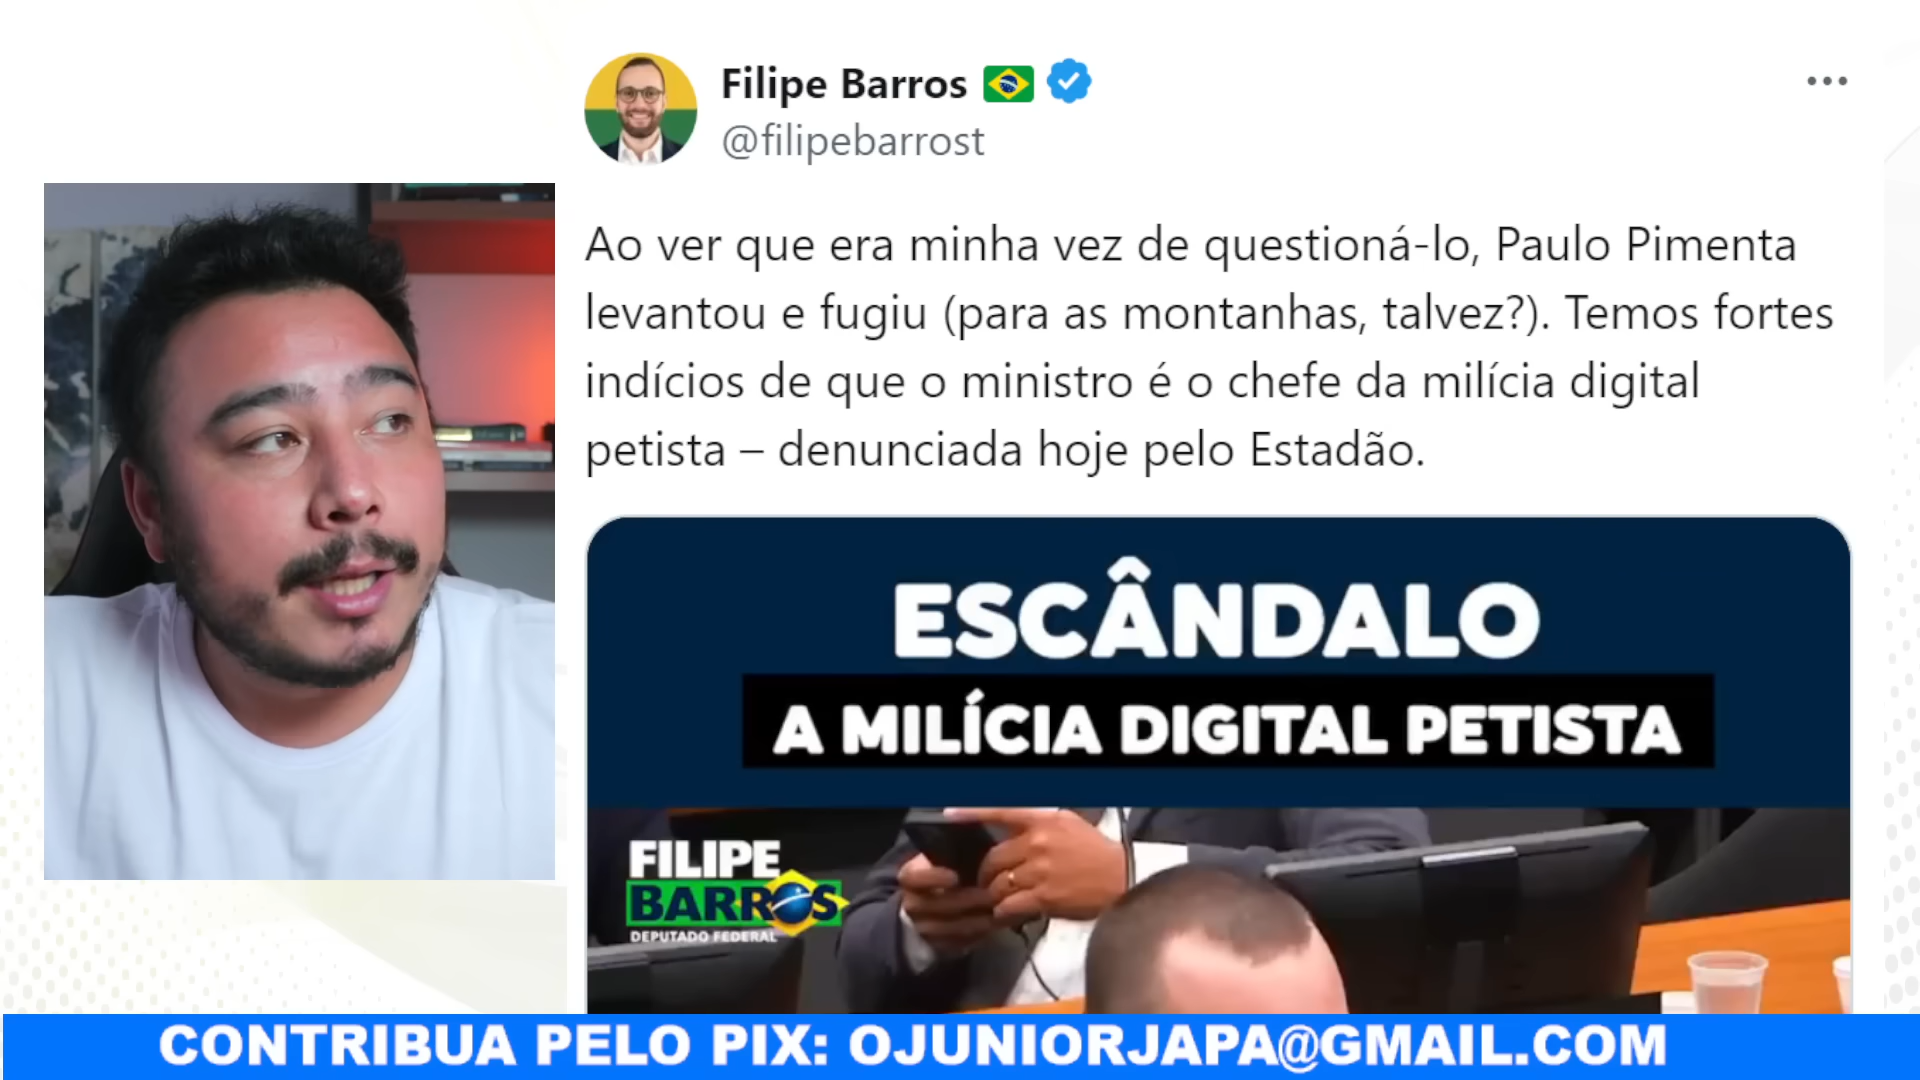 Filipe Barros
@filipebarrost
Ao ver que era minha vez de questioná-lo, Paulo Pimenta
levantou e fugiu (para as montanhas, talvez?). Temos fortes
indícios de que o ministro é o chefe da milícia digital
petista – denunciada hoje pelo Estadão.
ESCÂNDALO
A MILÍCIA DIGITAL PETISTA
FILIPE
BARROS
DEPUTADO FEDERAL
CONTRIBUA PELO PIX: OJUNIORJAPA@GMAIL.COM